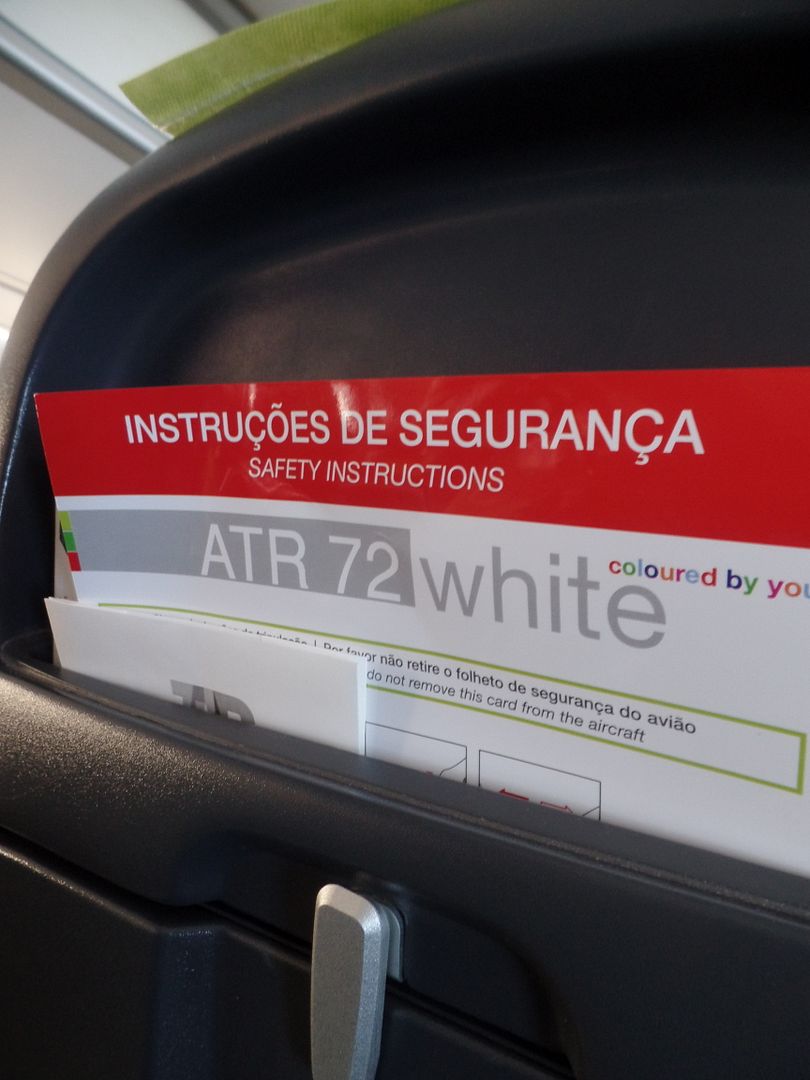 INSTRUÇÕES DE SEGURANÇA
SAFETY INSTRUCTIONS
ATR 72 white coloured by you
Por favor não retire o folheto de segurança do avião
do not remove this card from the aircraft